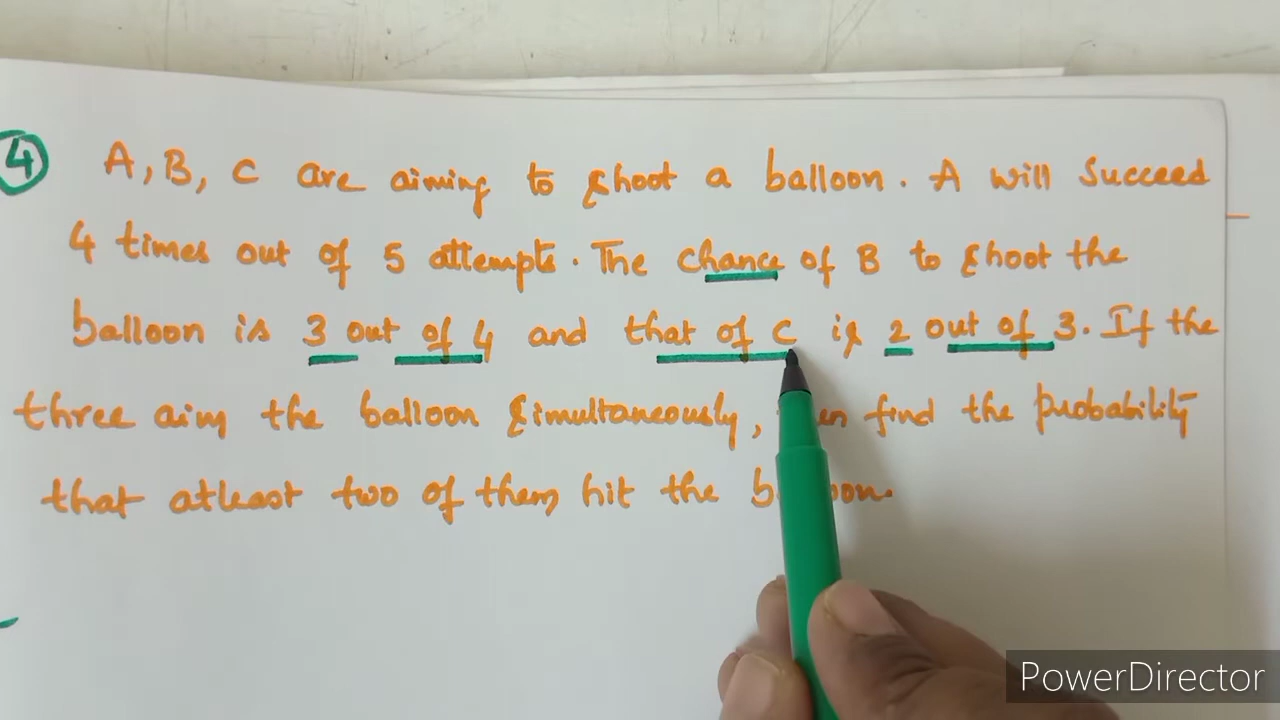 4 A, B, C are aiming to shoot a balloon. A will succeed
4 times out of 5 attempts. The chance of B to shoot the
balloon is 3 out of 4 and that of C is 2 out of 3. If the
three aim the balloon simultaneously, find the probability
that atleast two of them hit the
PowerDirector